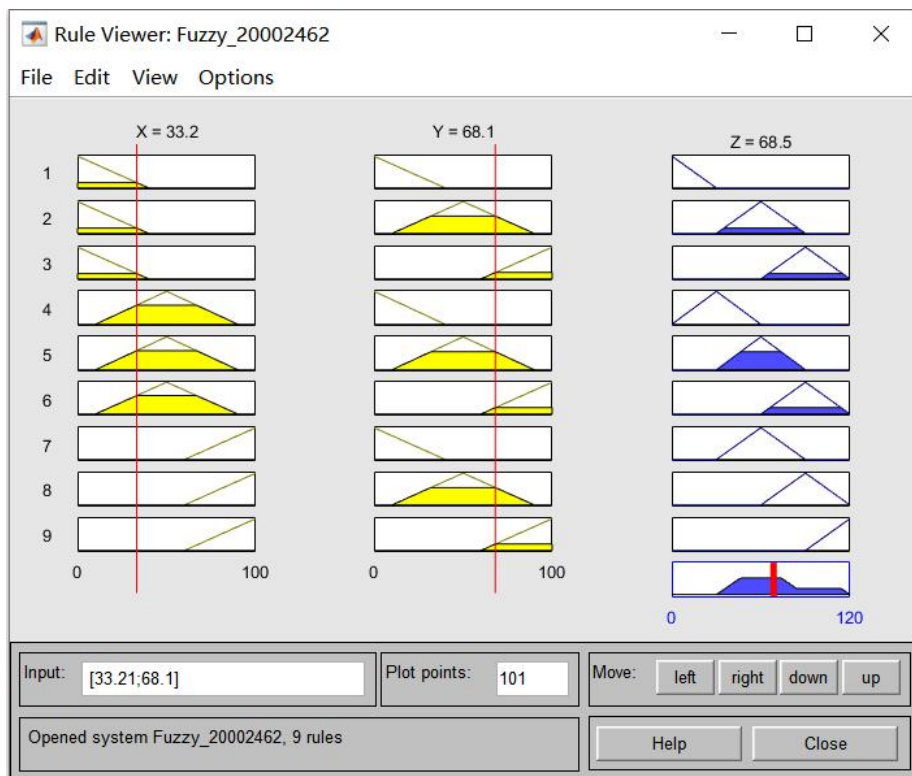 Rule Viewer: Fuzzy_20002462
File Edit View Options
X = 33.2 Y = 68.1 Z = 68.5
1
2
3
4
5
6
7
8
9
0 100 0 100
0 120
Input: [33.21;68.1] Plot points: 101 Move: left right down up
Opened system Fuzzy_20002462, 9 rules Help Close